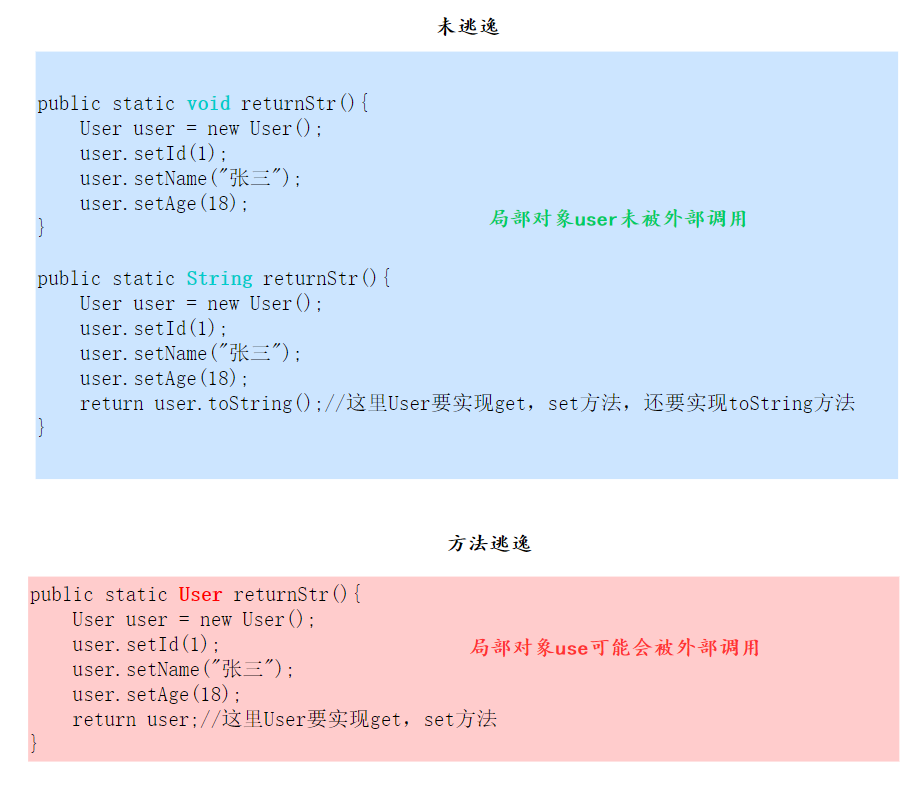 未逃逸
public static void returnStr(){
    User user = new User();
    user.setId(1);
    user.setName("张三");
    user.setAge(18);
}
局部对象user未被外部调用
public static String returnStr(){
    User user = new User();
    user.setId(1);
    user.setName("张三");
    user.setAge(18);
    return user.toString();//这里User要实现get，set方法，还要实现toString方法
}
方法逃逸
public static User returnStr(){
    User user = new User();
    user.setId(1);
    user.setName("张三");
    user.setAge(18);
    return user;//这里User要实现get，set方法
}
局部对象use可能会被外部调用